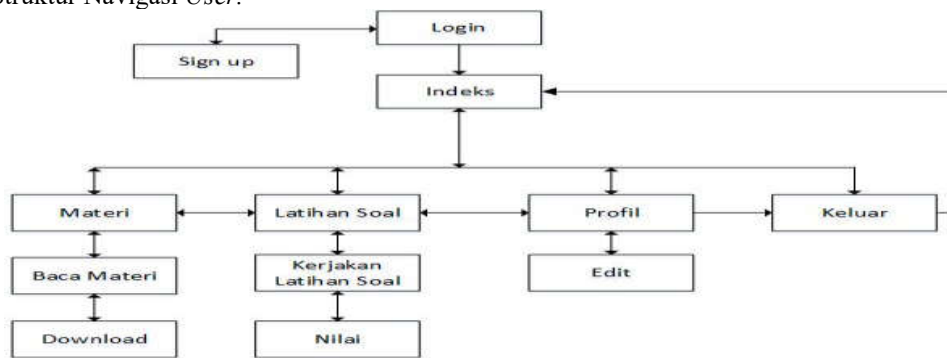 Struktur Navigasi User.
Login
Sign up
Indeks
Materi
Latihan Soal
Profil
Keluar
Baca Materi
Kerjakan
Latihan Soal
Edit
Download
Nilai